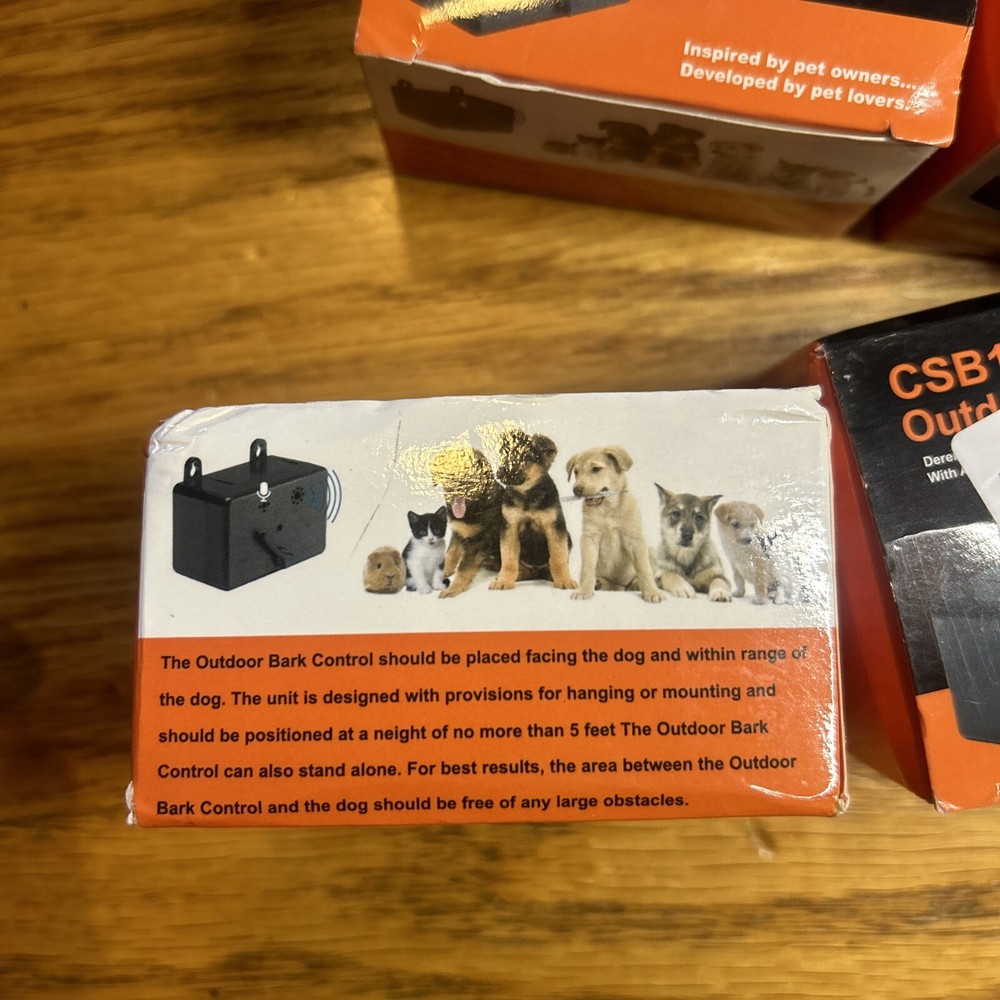 Inspired by pet owners...
Developed by pet lovers.
CSB1
Outd
With
The Outdoor Bark Control should be placed facing the dog and within range of
the dog. The unit is designed with provisions for hanging or mounting and
should be positioned at a neight of no more than 5 feet The Outdoor Bark
Control can also stand alone. For best results, the area between the Outdoor
Bark Control and the dog should be free of any large obstacles.